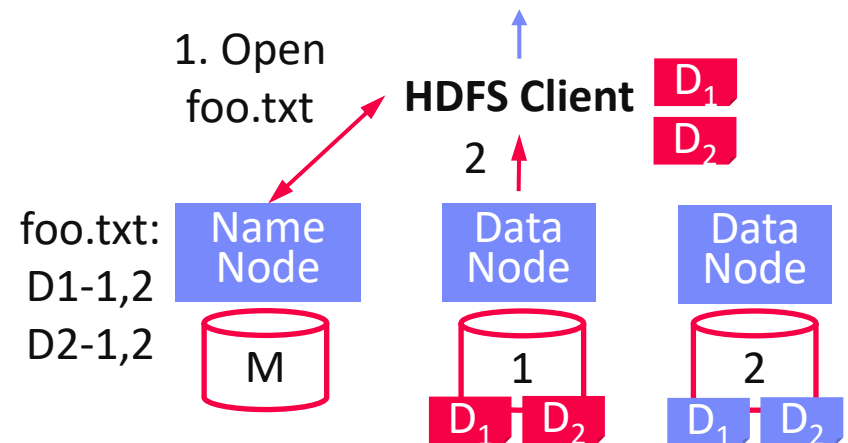 1. Open
foo.txt
HDFS Client
D₁
D₂
2
foo.txt:
D1-1,2
D2-1,2
Name
Node
Data
Node
Data
Node
M
1
2
D₁
D₂
D₁
D₂